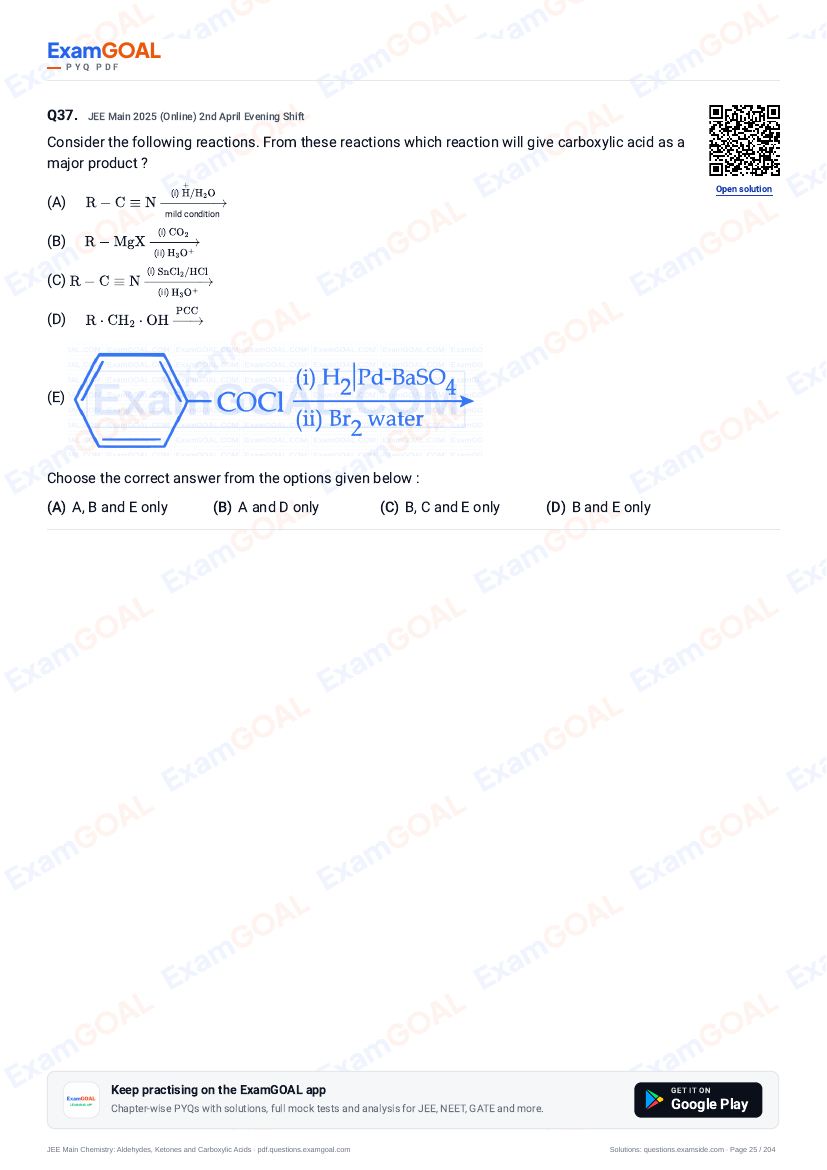 ExamGOAL
PYQ PDF
Q37. JEE Main 2025 (Online) 2nd April Evening Shift
Consider the following reactions. From these reactions which reaction will give carboxylic acid as a
major product ?
Open solution
(A) R − C ≡ N (i) H⁺/H₂O mild condition
(B) R − MgX (i) CO₂ (ii) H₃O⁺
(C) R − C ≡ N (i) SnCl₂/HCl (ii) H₃O⁺
(D) R · CH₂ · OH PCC
(E) COCl (i) H₂|Pd-BaSO₄ (ii) Br₂ water
Choose the correct answer from the options given below :
(A) A, B and E only (B) A and D only (C) B, C and E only (D) B and E only
Keep practising on the ExamGOAL app
Chapter-wise PYQs with solutions, full mock tests and analysis for JEE, NEET, GATE and more.
GET IT ON
Google Play
JEE Main Chemistry: Aldehydes, Ketones and Carboxylic Acids · pdf.questions.examgoal.com
Solutions: questions.examside.com · Page 25 / 204